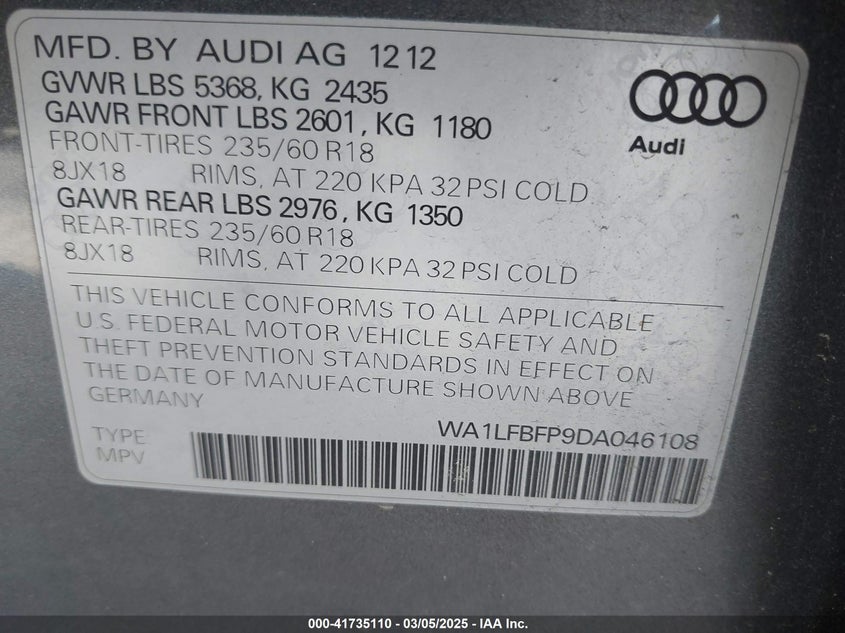 MFD. BY AUDI AG 12 12
GVWR LBS 5368, KG 2435
GAWR FRONT LBS 2601, KG 1180
FRONT-TIRES 235/60 R18
8JX18 RIMS, AT 220 KPA 32 PSI COLD
GAWR REAR LBS 2976, KG 1350
REAR-TIRES 235/60 R18
8JX18 RIMS, AT 220 KPA 32 PSI COLD
Audi
THIS VEHICLE CONFORMS TO ALL APPLICABLE
U.S. FEDERAL MOTOR VEHICLE SAFETY AND
THEFT PREVENTION STANDARDS IN EFFECT ON
THE DATE OF MANUFACTURE SHOWN ABOVE
GERMANY
WA1LFBFP9DA046108
TYPE
MPV
000-41735110 - 03/05/2025 - IAA Inc.